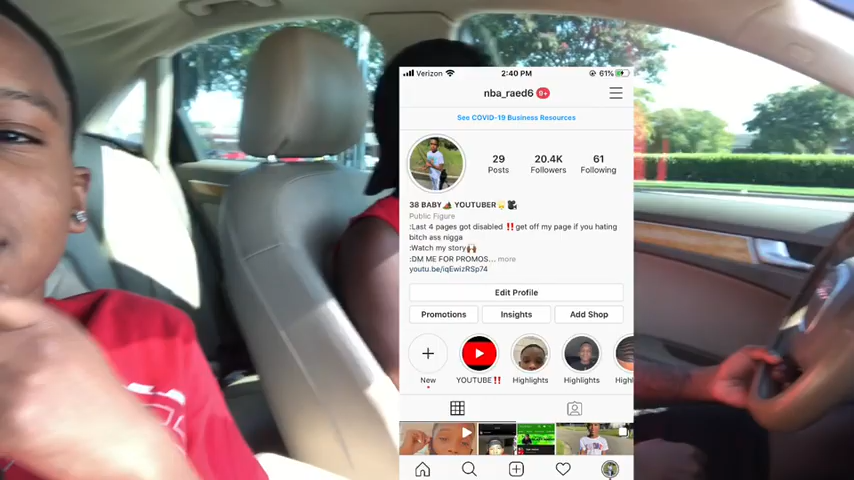 Verizon 2:40 PM 61%
nba_raed6 9+
See COVID-19 Business Resources
29 20.4K 61
Posts Followers Following
38 BABY YOUTUBER
Public Figure
:Last 4 pages got disabled ‼️get off my page if you hating
bitch ass nigga
:Watch my story
:DM ME FOR PROMOS... more
youtu.be/iqEwizRSp74
Edit Profile
Promotions Insights Add Shop
New YOUTUBE‼️ Highlights Highlights Highl